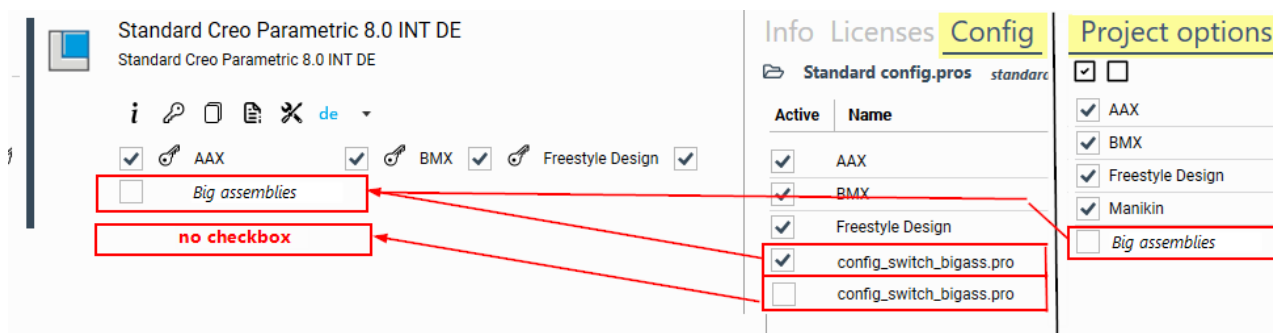 Standard Creo Parametric 8.0 INT DE
Standard Creo Parametric 8.0 INT DE
i de
AAX BMX Freestyle Design
Big assemblies
no checkbox
Info Licenses Config
Standard config.pros standard
Active Name
AAX
BMX
Freestyle Design
config_switch_bigass.pro
config_switch_bigass.pro
Project options
AAX
BMX
Freestyle Design
Manikin
Big assemblies